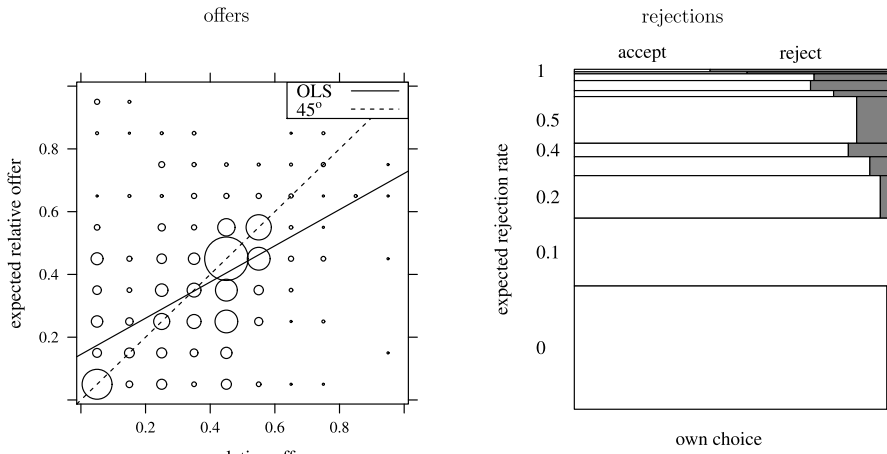 offers
OLS
45°
expected relative offer
0.8
0.6
0.4
0.2
0.2 0.4 0.6 0.8
rejections
accept reject
expected rejection rate
1
0.5
0.4
0.2
0.1
0
own choice